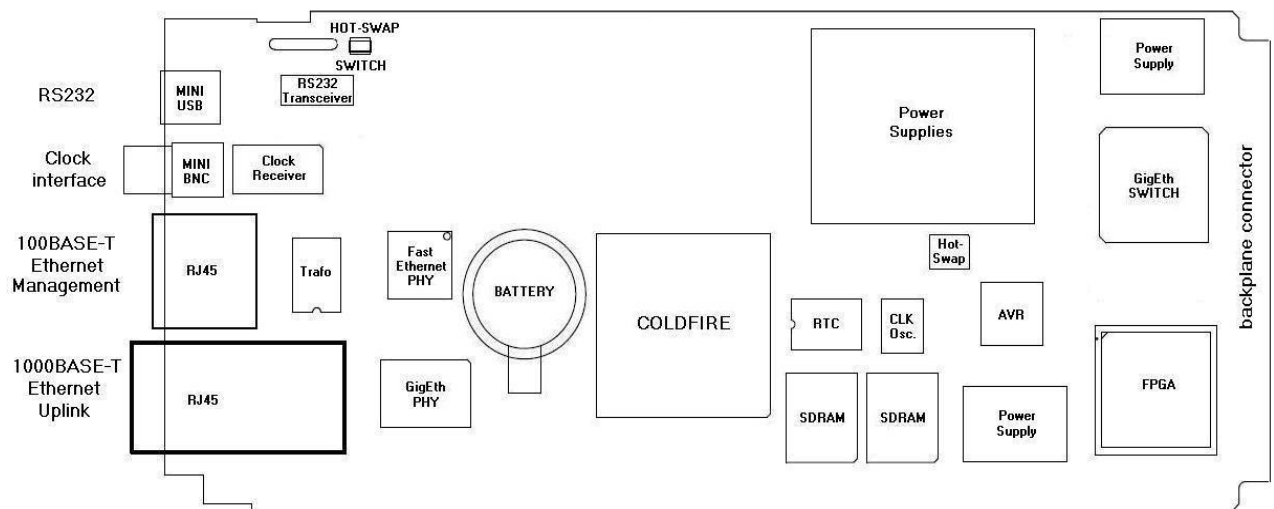 HOT-SWAP
SWITCH
RS232
MINI
USB
RS232
Transceiver
Power
Supplies
Power
Supply
Clock
interface
MINI
BNC
Clock
Receiver
GigEth
SWITCH
backplane connector
100BASE-T
Ethernet
Management
RJ45
Trafo
Fast
Ethernet
PHY
BATTERY
COLDFIRE
Hot-
Swap
RTC
CLK
Osc.
AVR
1000BASE-T
Ethernet
Uplink
RJ45
GigEth
PHY
SDRAM
SDRAM
Power
Supply
FPGA